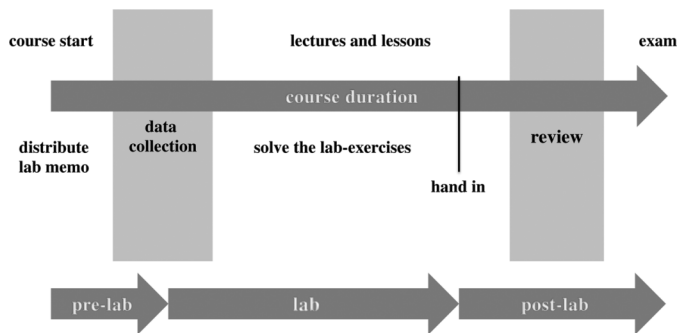 course start
lectures and lessons
exam
course duration
distribute
lab memo
data
collection
solve the lab-exercises
review
hand in
pre-lab
lab
post-lab